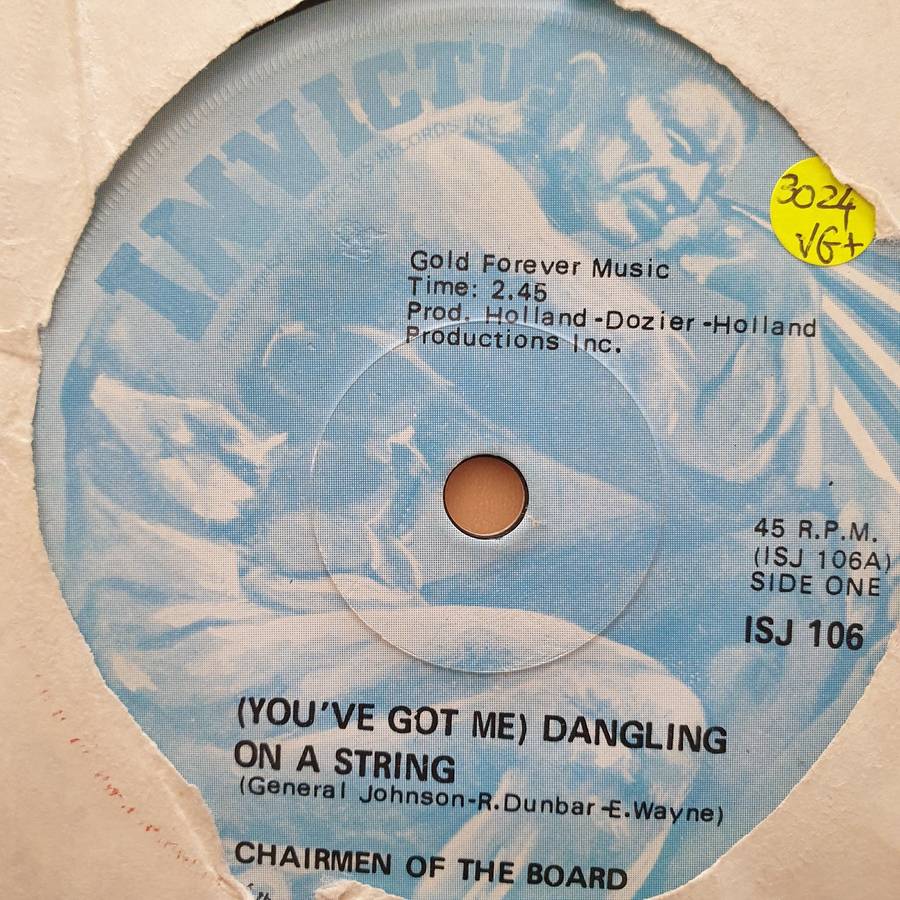 INVICTU
3024
VG+
Gold Forever Music
Time: 2.45
Prod. Holland-Dozier-Holland
Productions Inc.
45 R.P.M.
(ISJ 106A)
SIDE ONE
ISJ 106
(YOU'VE GOT ME) DANGLING
ON A STRING
(General Johnson-R.Dunbar-E.Wayne)
CHAIRMEN OF THE BOARD